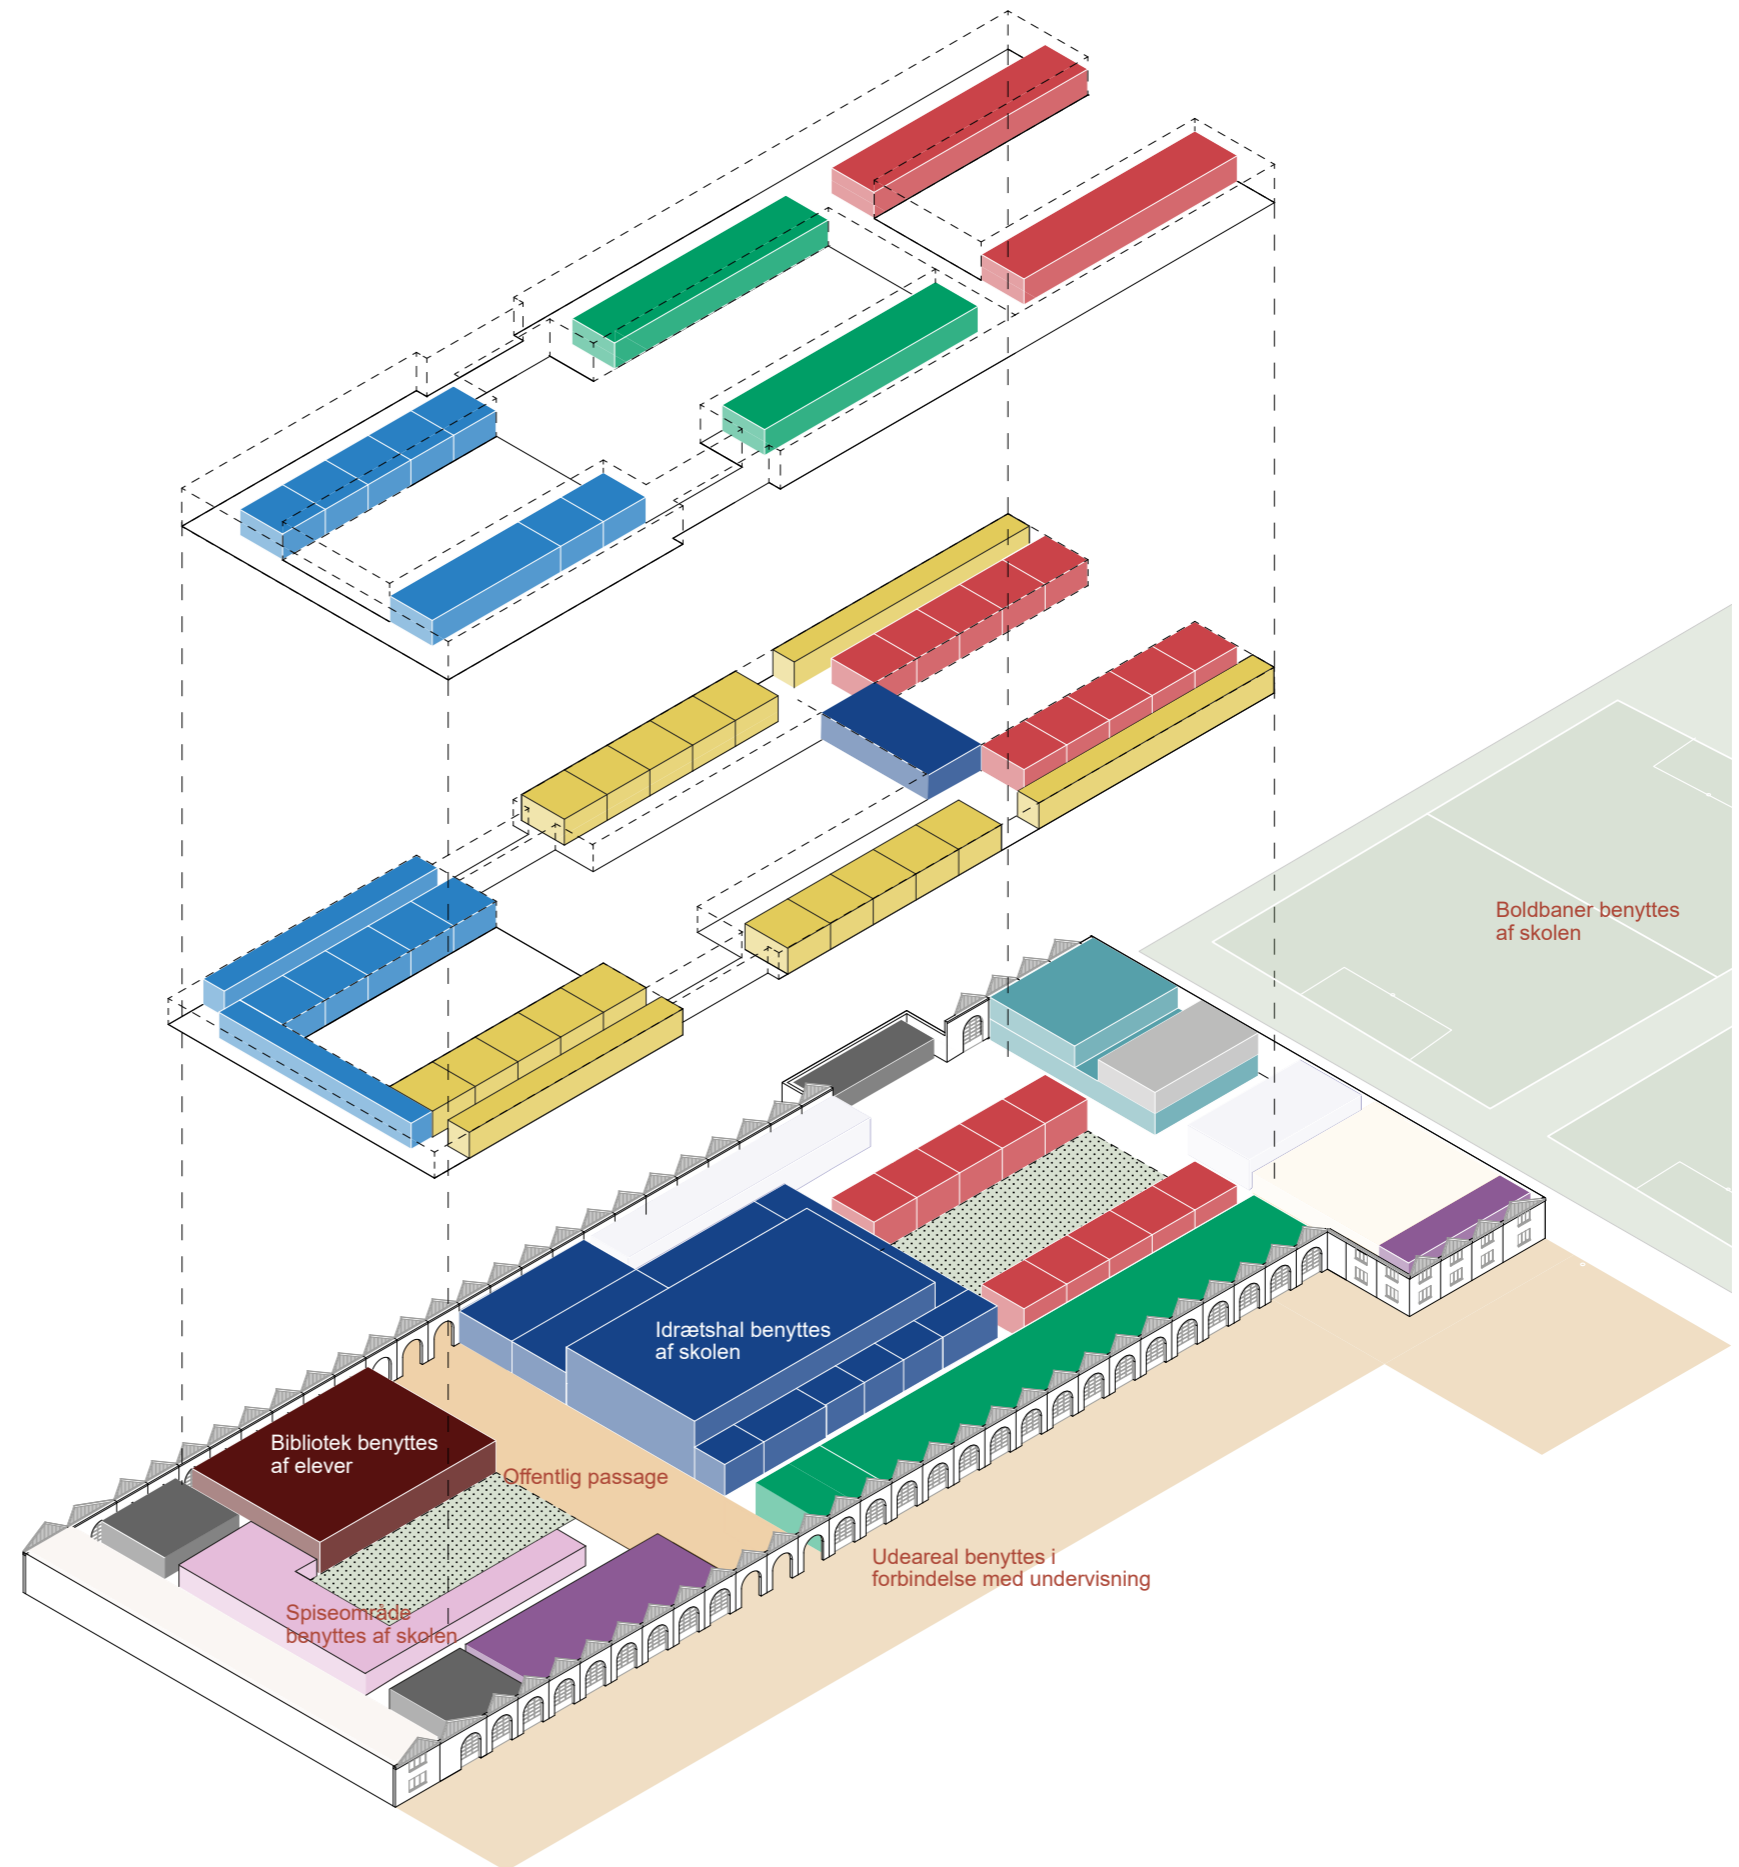 Boldbaner benyttes
af skolen
Idrætshal benyttes
af skolen
Bibliotek benyttes
af elever
Offentlig passage
Udeareal benyttes i
forbindelse med undervisning
Spiseområde
benyttes af skolen